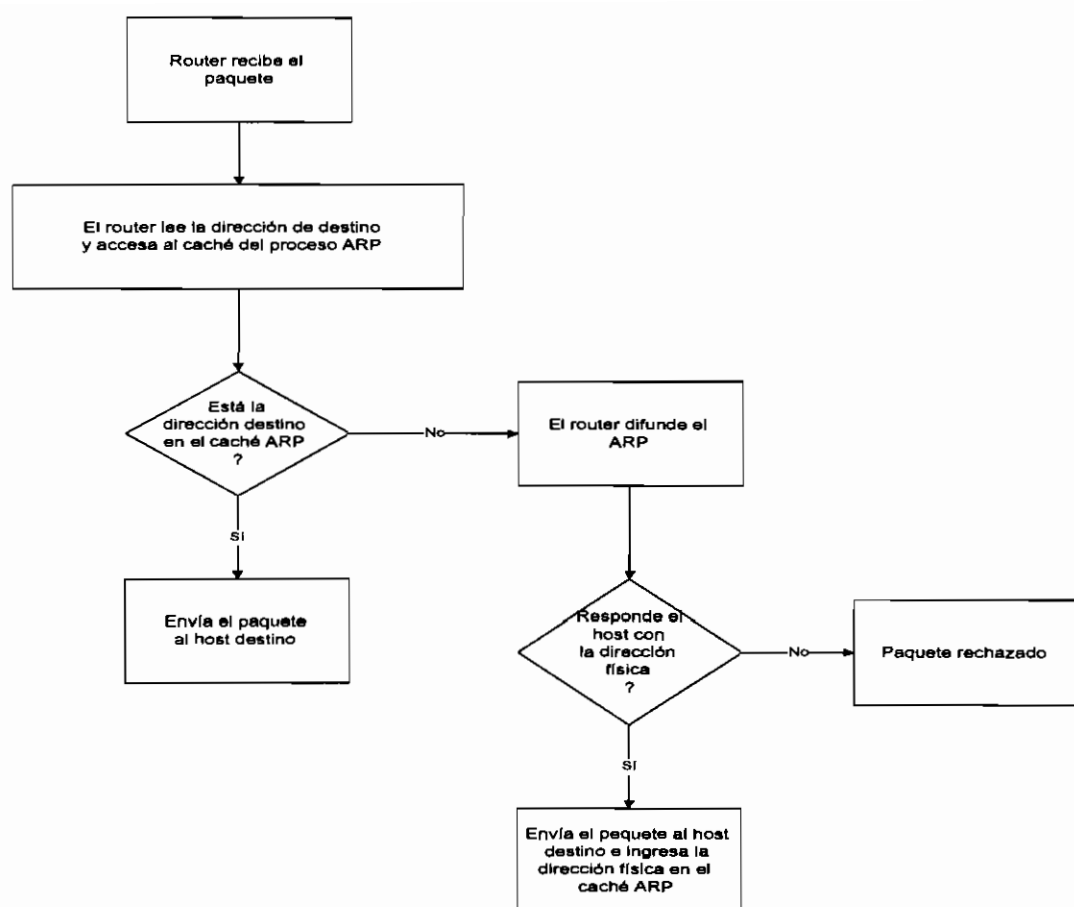 Router recibe el
paquete
El router lee la dirección de destino
y accesa al caché del proceso ARP
Está la
dirección destino
en el caché ARP
?
No
El router difunde el
ARP
Sí
Envía el paquete
al host destino
Responde el
host con
la dirección
física
?
No
Paquete rechazado
Sí
Envía el pequete al host
destino e ingresa la
dirección física en el
caché ARP